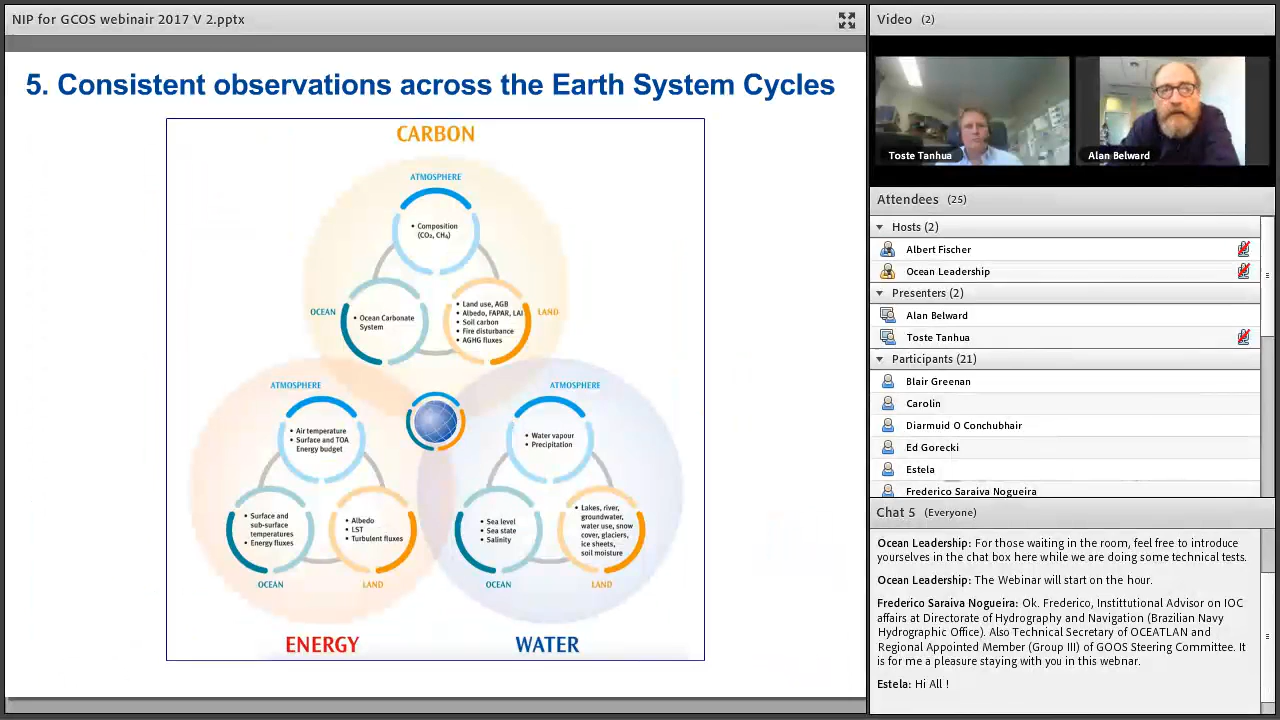 NIP for GCOS webinair 2017 V 2.pptx
5. Consistent observations across the Earth System Cycles
CARBON
ATMOSPHERE
• Composition
(CO₂, CH₄)
OCEAN
• Ocean Carbonate
System
• Land use, AGB
• Albedo, FAPAR, LAI
• Soil carbon
• Fire disturbance
• AGHG fluxes
LAND
ATMOSPHERE
• Air temperature
• Surface and TOA
Energy budget
• Surface and
sub-surface
temperatures
• Energy fluxes
• Albedo
• LST
• Turbulent fluxes
OCEAN
LAND
ENERGY
ATMOSPHERE
• Water vapour
• Precipitation
• Sea level
• Sea state
• Salinity
• Lakes, river,
groundwater,
water use, snow
cover, glaciers,
ice sheets,
soil moisture
OCEAN
LAND
WATER
Video (2)
Toste Tanhua
Alan Belward
Attendees (25)
Hosts (2)
Albert Fischer
Ocean Leadership
Presenters (2)
Alan Belward
Toste Tanhua
Participants (21)
Blair Greenan
Carolin
Diarmuid O Conchubhair
Ed Gorecki
Estela
Frederico Saraiva Nogueira
Chat 5 (Everyone)
Ocean Leadership: For those waiting in the room, feel free to introduce
yourselves in the chat box here while we are doing some technical tests.
Ocean Leadership: The Webinar will start on the hour.
Frederico Saraiva Nogueira: Ok. Frederico, Instittutional Advisor on IOC
affairs at Directorate of Hydrography and Navigation (Brazilian Navy
Hydrographic Office). Also Technical Secretary of OCEATLAN and
Regional Appointed Member (Group III) of GOOS Steering Committee. It
is for me a pleasure staying with you in this webnar.
Estela: Hi All !